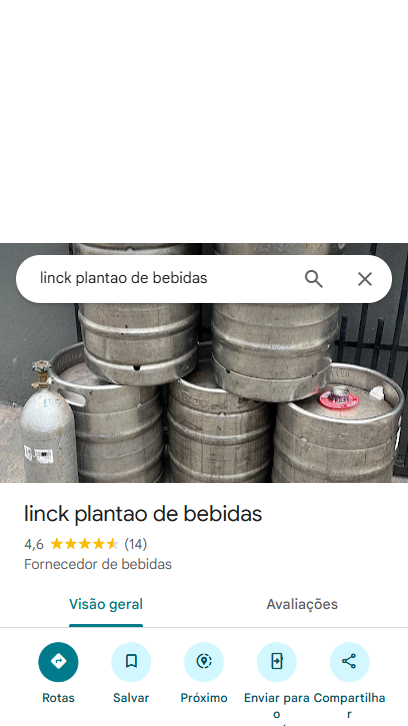 linck plantao de bebidas
linck plantao de bebidas
4,6 (14)
Fornecedor de bebidas
Visão geral Avaliações
Rotas Salvar Próximo Enviar para o Compartilhar